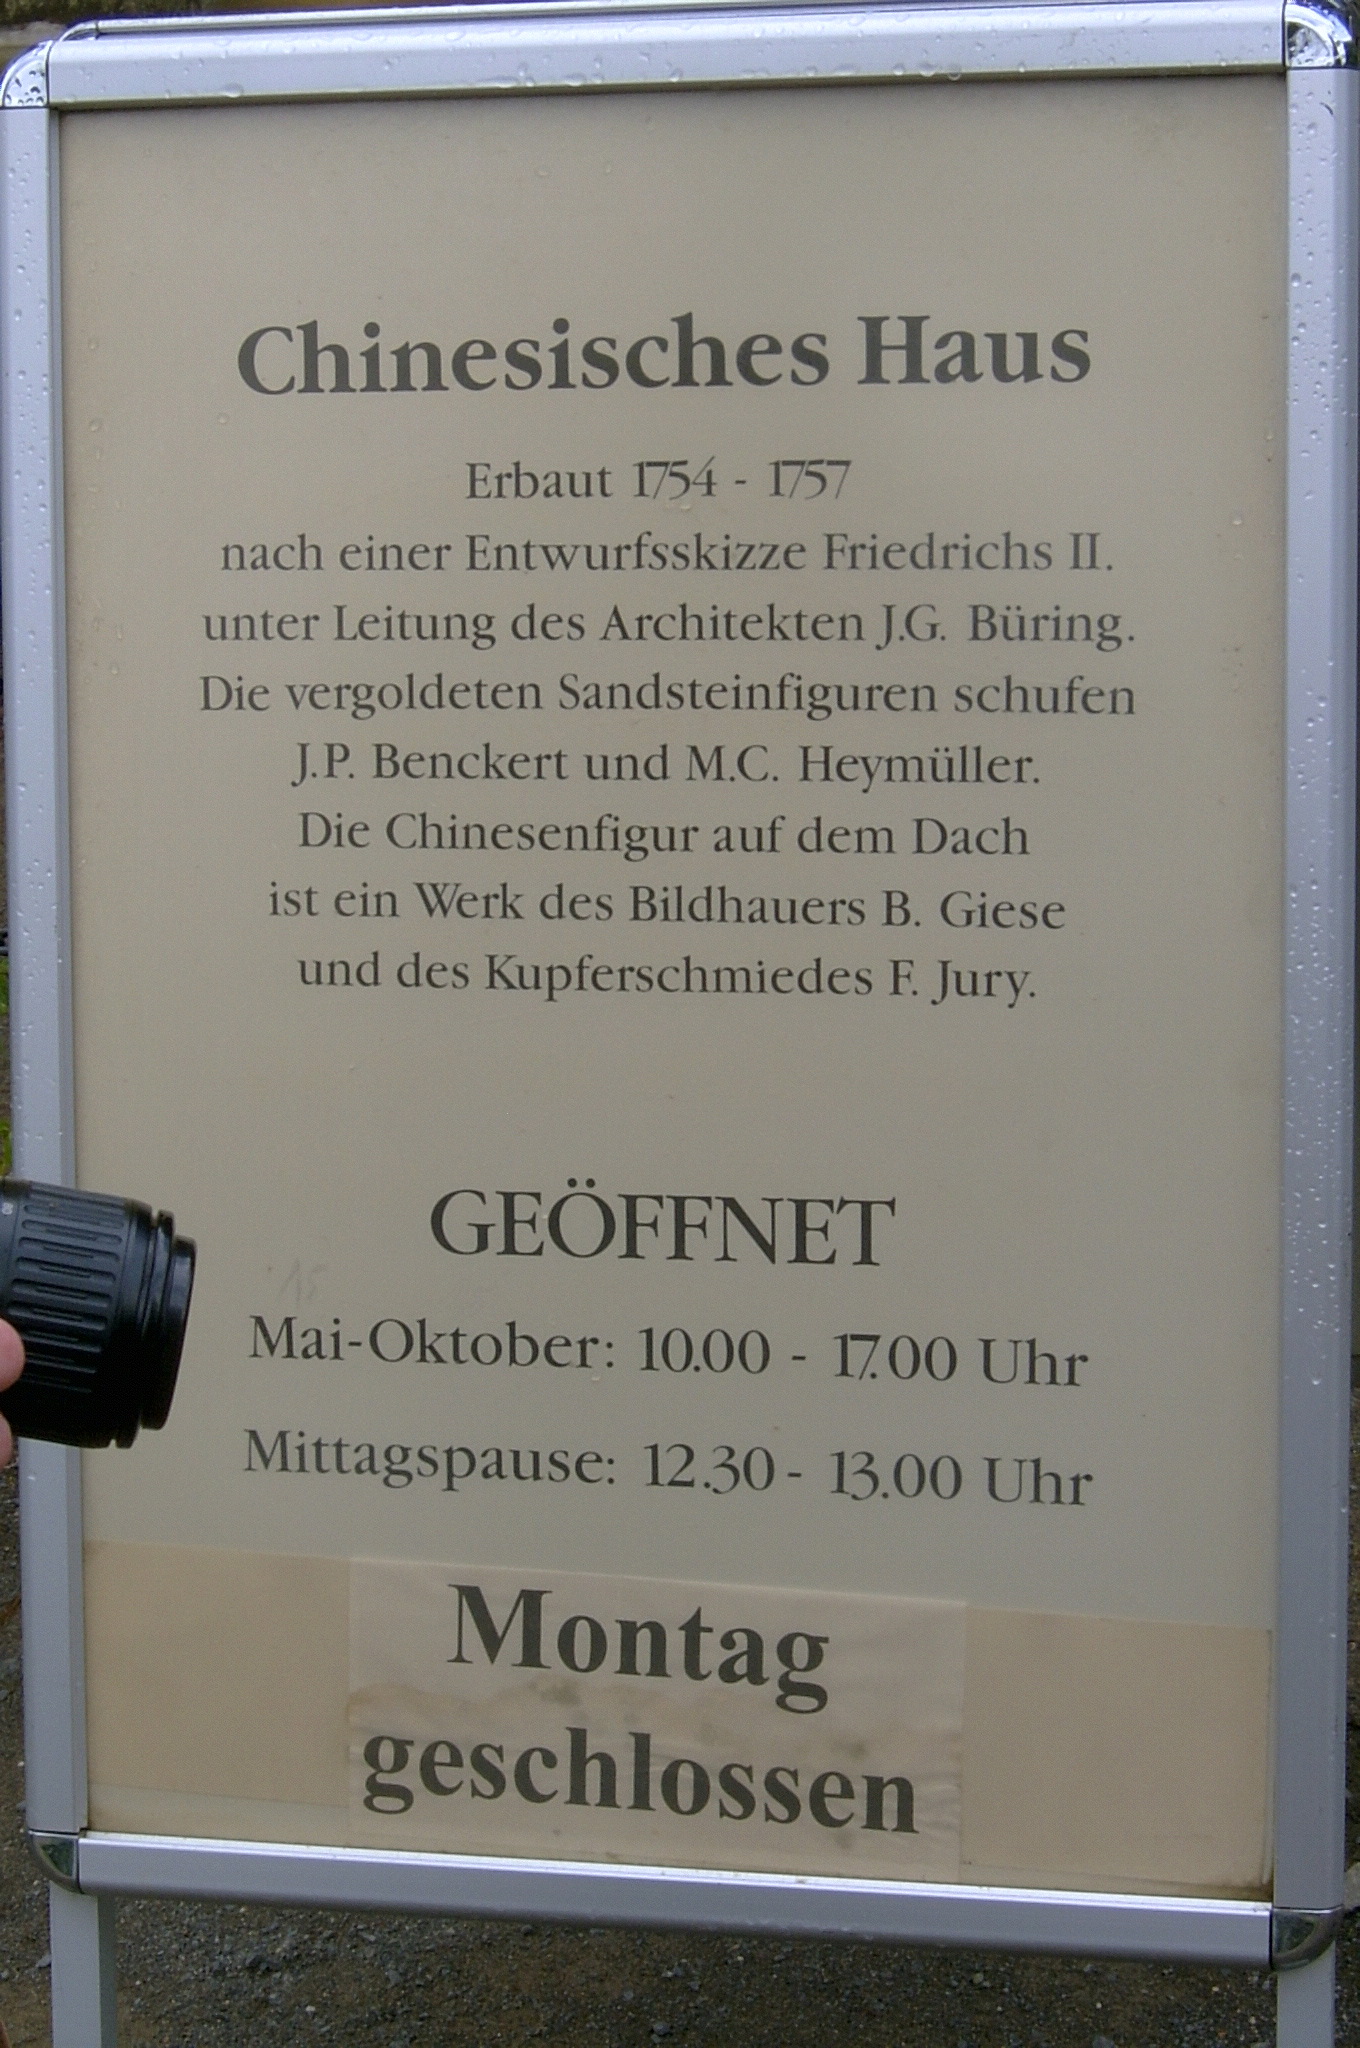 Chinesisches Haus
Erbaut 1754 - 1757
nach einer Entwurfsskizze Friedrichs II.
unter Leitung des Architekten J.G. Büring.
Die vergoldeten Sandsteinfiguren schufen
J.P. Benckert und M.C. Heymüller.
Die Chinesenfigur auf dem Dach
ist ein Werk des Bildhauers B. Giese
und des Kupferschmiedes F. Jury.
GEÖFFNET
Mai-Oktober: 10.00 - 17.00 Uhr
Mittagspause: 12.30 - 13.00 Uhr
Montag
geschlossen